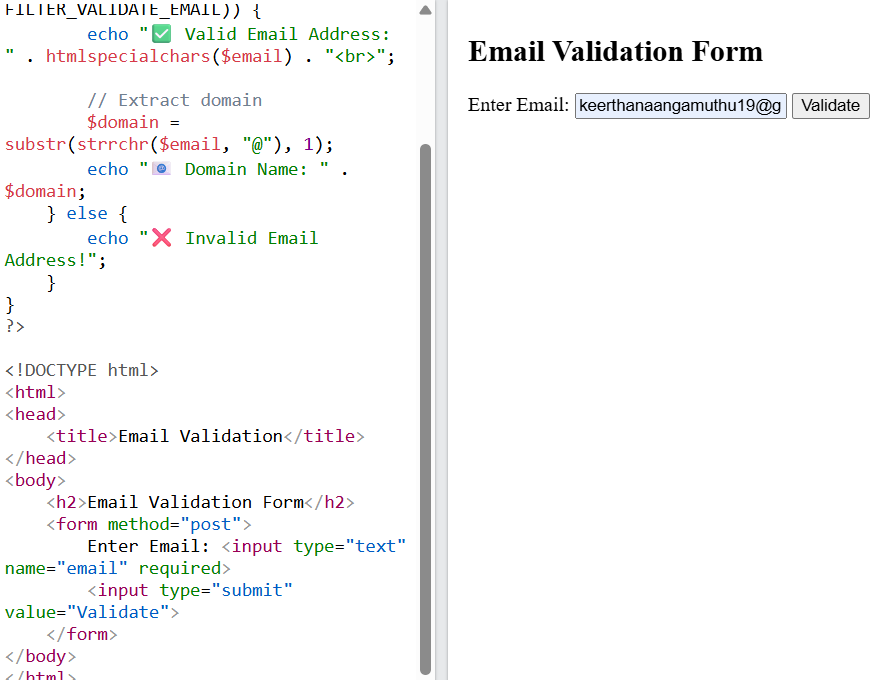 FILTER_VALIDATE_EMAIL)) {
        echo "✅ Valid Email Address:
" . htmlspecialchars($email) . "<br>";

        // Extract domain
        $domain =
substr(strrchr($email, "@"), 1);
        echo "📧 Domain Name: " .
$domain;
    } else {
        echo "❌ Invalid Email
Address!";
    }
}
?>

<!DOCTYPE html>
<html>
<head>
    <title>Email Validation</title>
</head>
<body>
    <h2>Email Validation Form</h2>
    <form method="post">
        Enter Email: <input type="text"
name="email" required>
        <input type="submit"
value="Validate">
    </form>
</body>
</html>
Email Validation Form
Enter Email: keerthanaangamuthu19@g Validate